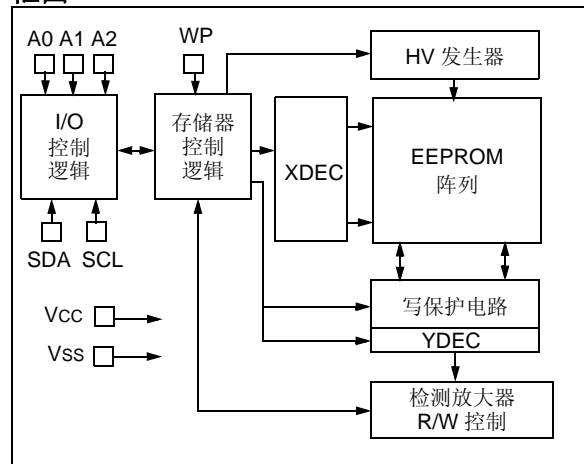 A0 A1 A2
WP
HV 发生器
I/O
控制
逻辑
存储器
控制
逻辑
XDEC
EEPROM
阵列
SDA SCL
写保护电路
YDEC
VCC
VSS
检测放大器
R/W 控制